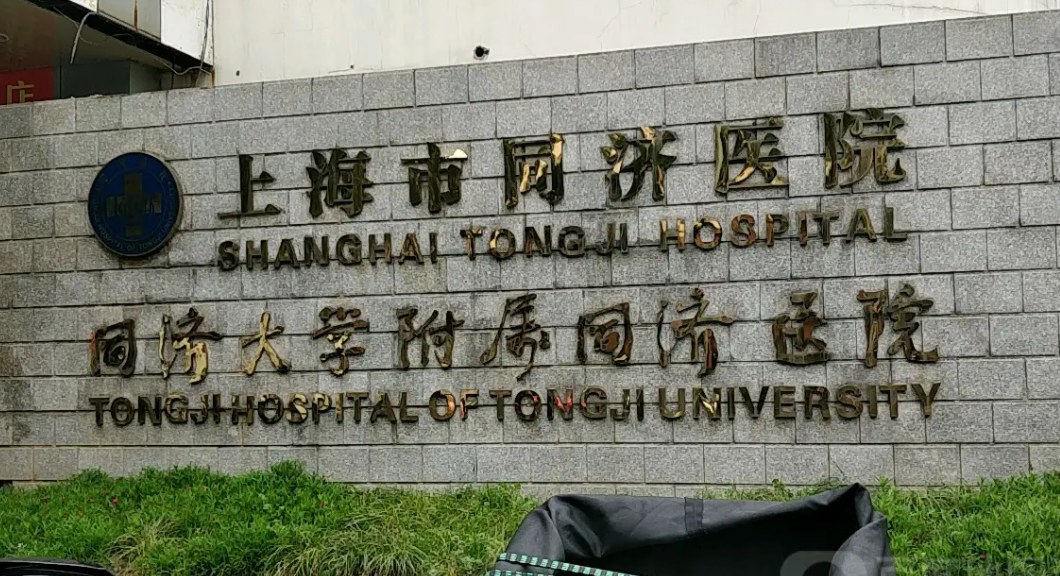 店
上海市同济医院
SHANGHAI TONGJI HOSPITAL
同济大学附属同济医院
TONGJI HOSPITAL OF TONGJI UNIVERSITY